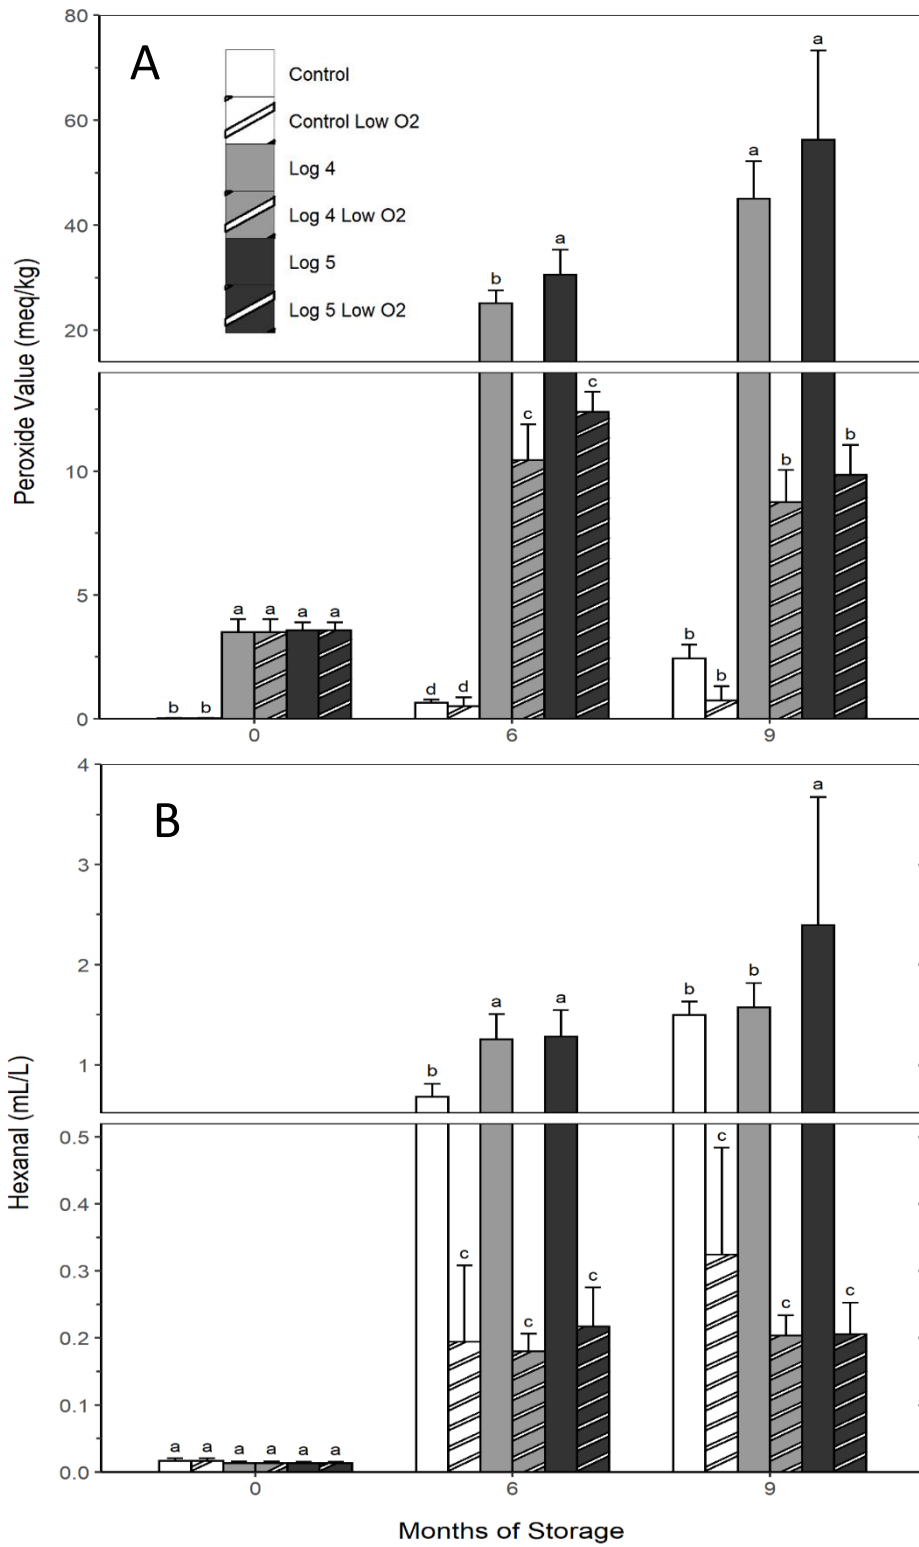 A
Control
Control Low O2
Log 4
Log 4 Low O2
Log 5
Log 5 Low O2
Peroxide Value (meq/kg)
80
60
40
20
10
5
0
b b a a a a
d d b c a c
b b a b a b
0 6 9
B
Hexanal (mL/L)
4
3
2
1
0.5
0.4
0.3
0.2
0.1
0.0
a a a a a a
b c a c a c
b c b c a c
0 6 9
Months of Storage